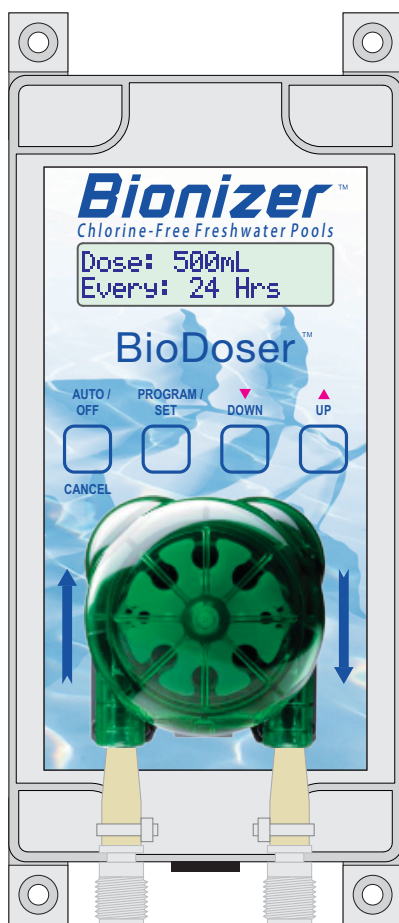 Bionizer™
Chlorine-Free Freshwater Pools
Dose: 500mL
Every: 24 Hrs
BioDoser™
AUTO / OFF
PROGRAM / SET
▼ DOWN
▲ UP
CANCEL